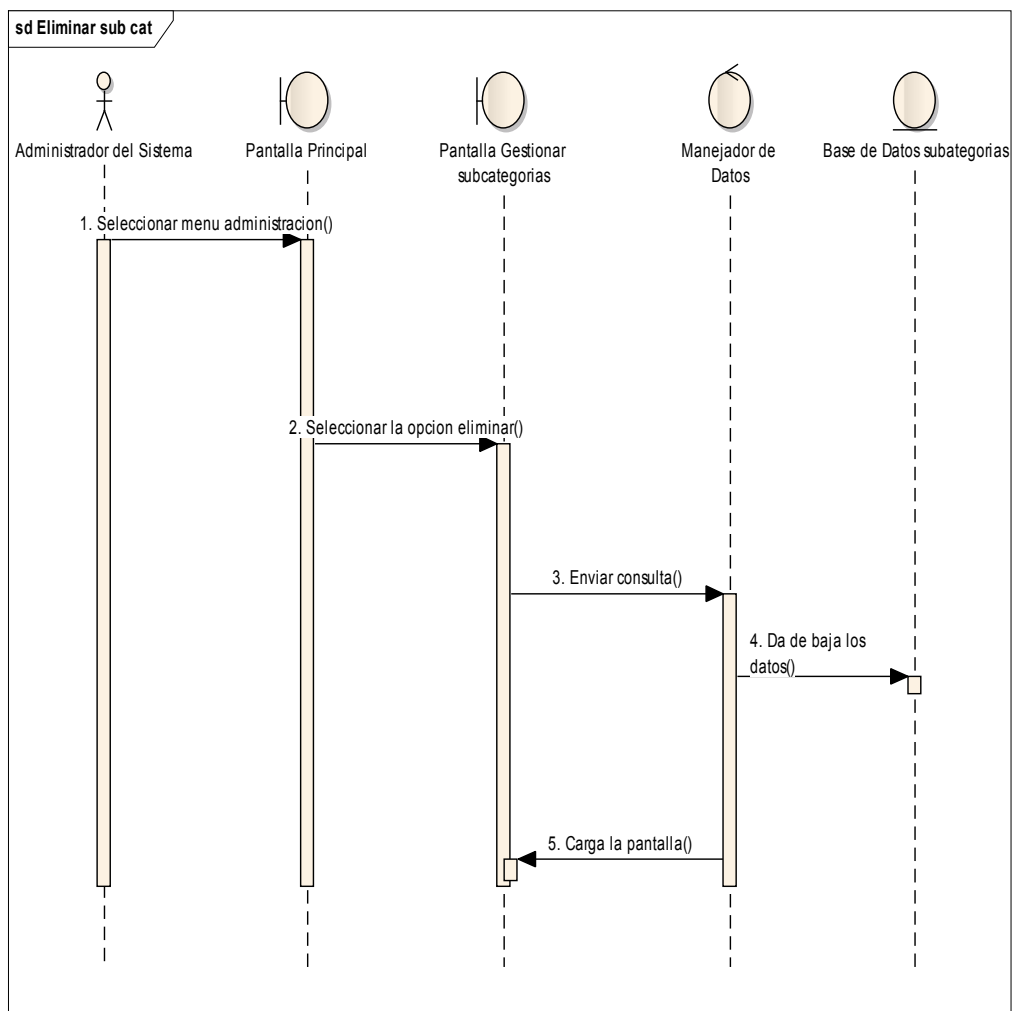 sd Eliminar sub cat
Administrador del Sistema
Pantalla Principal
Pantalla Gestionar
subcategorias
Manejador de
Datos
Base de Datos subategorias
1. Seleccionar menu administracion()
2. Seleccionar la opcion eliminar()
3. Enviar consulta()
4. Da de baja los
datos()
5. Carga la pantalla()